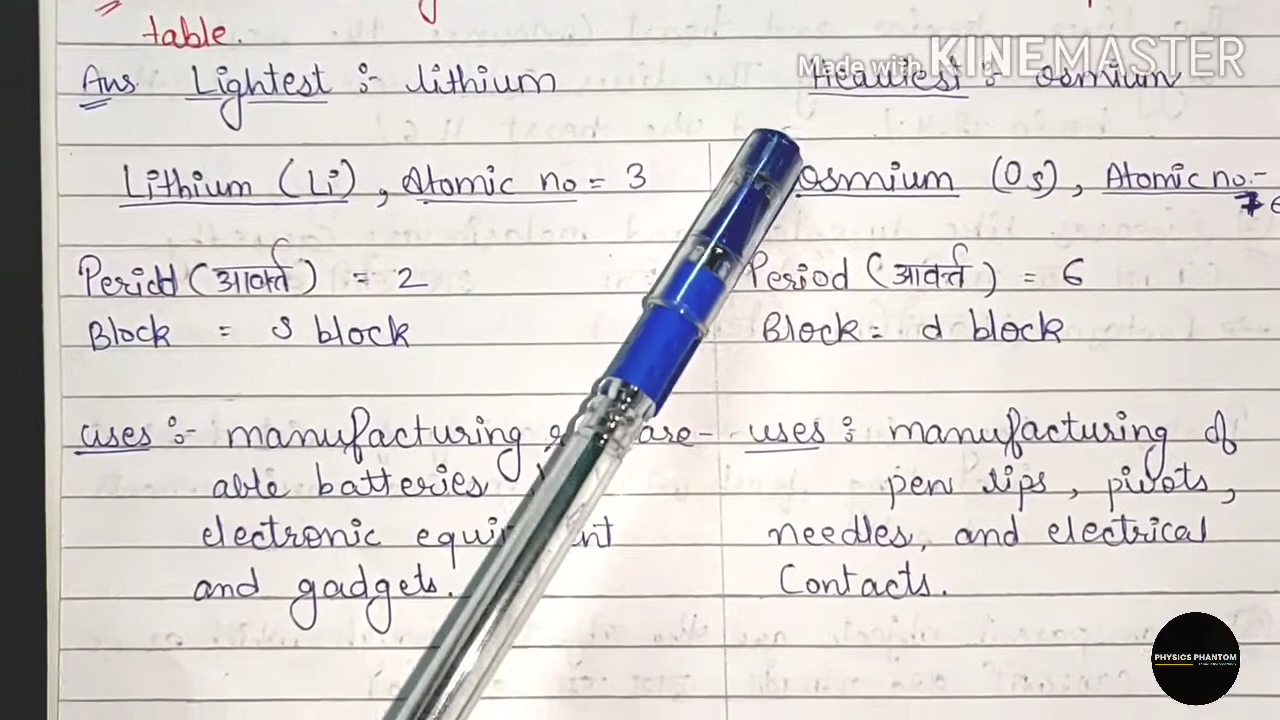 table.
Made with KINEMASTER
Ans Lightest :- lithium
Heaviest :- osmium
Lithium (Li), Atomic no = 3
osmium (Os), Atomic no.-
Period (आवर्त) = 2
Block = s block
Period (आवर्त) = 6
Block = d block
uses :- manufacturing
able batteries
electronic
and gadgets.
uses : manufacturing of
pen tips, pivots,
needles, and electrical
Contacts.
PHYSICS PHANTOM